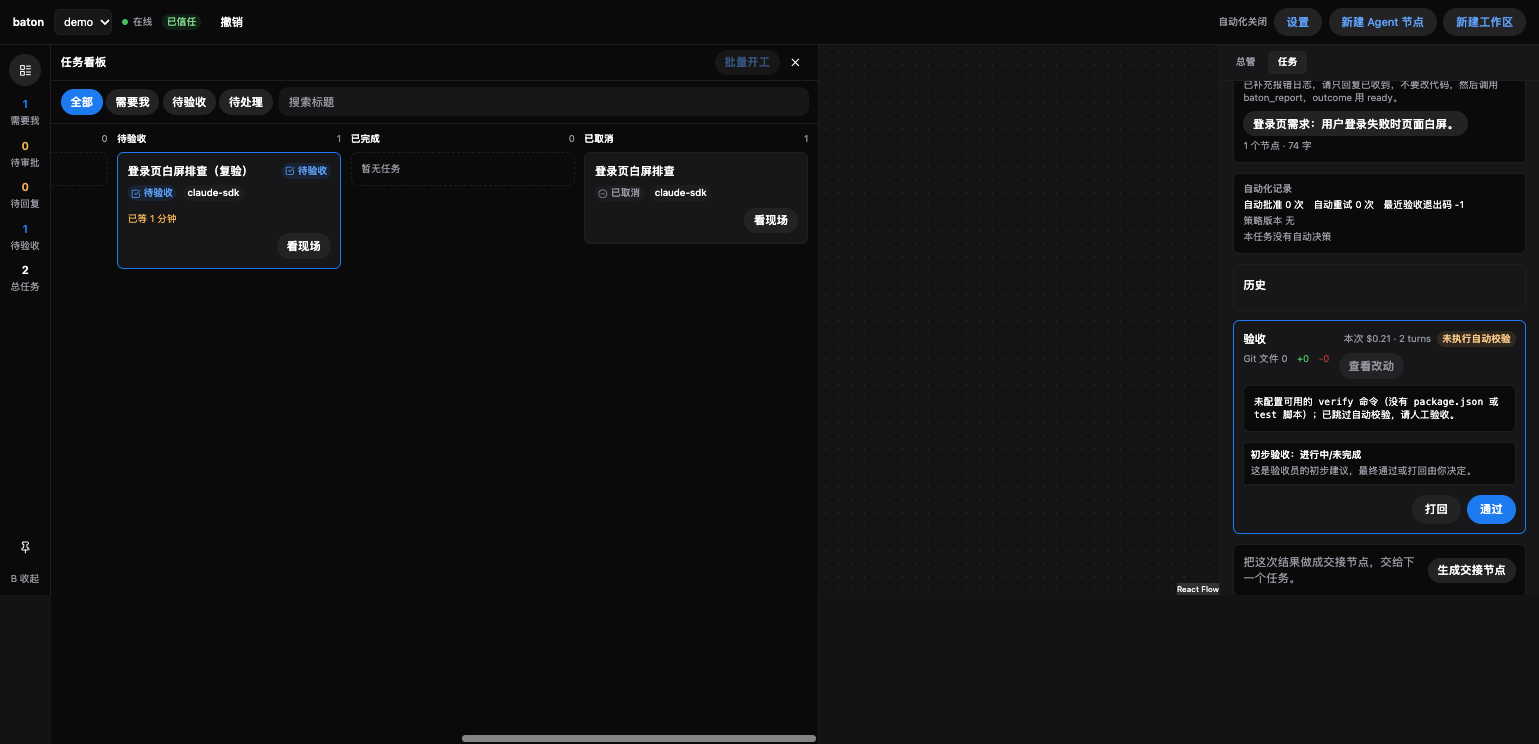 baton demo 在线 已信任 撤销 自动化关闭 设置 新建 Agent 节点 新建工作区
1
需要我
0
待审批
0
待回复
1
待验收
2
总任务
B 收起
任务看板 批量开工
全部 需要我 待验收 待处理 搜索标题
0 待验收 1 已完成 0 已取消 1
登录页白屏排查（复验） 待验收
待验收 claude-sdk
已等 1 分钟
看现场
暂无任务
登录页白屏排查
已取消 claude-sdk
看现场
React Flow
总管 任务
已补充报错日志，请只回复已收到，不要改代码，然后调用
baton_report，outcome 用 ready。
登录页需求：用户登录失败时页面白屏。
1 个节点 · 74 字
自动化记录
自动批准 0 次 自动重试 0 次 最近验收退出码 -1
策略版本 无
本任务没有自动决策
历史
验收 本次 $0.21 · 2 turns 未执行自动校验
Git 文件 0 +0 -0 查看改动
未配置可用的 verify 命令（没有 package.json 或
test 脚本）；已跳过自动校验，请人工验收。
初步验收：进行中/未完成
这是验收员的初步建议，最终通过或打回由你决定。
打回 通过
把这次结果做成交接节点，交给下
一个任务。
生成交接节点